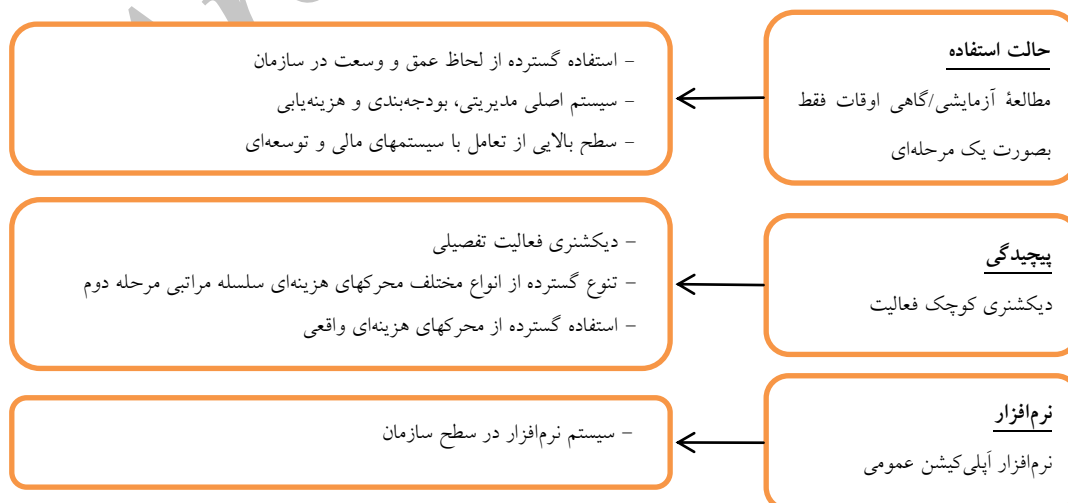 حالت استفاده
مطالعهٔ آزمایشی/گاهی اوقات فقط
بصورت یک مرحله‌ای
- استفاده گسترده از لحاظ عمق و وسعت در سازمان
- سیستم اصلی مدیریتی، بودجه‌بندی و هزینه‌یابی
- سطح بالایی از تعامل با سیستمهای مالی و توسعه‌ای
پیچیدگی
دیکشنری کوچک فعالیت
- دیکشنری فعالیت تفصیلی
- تنوع گسترده از انواع مختلف محرکهای هزینه‌ای سلسله مراتبی مرحله دوم
- استفاده گسترده از محرکهای هزینه‌ای واقعی
نرم‌افزار
نرم‌افزار اَپلی‌کیشن عمومی
- سیستم نرم‌افزار در سطح سازمان